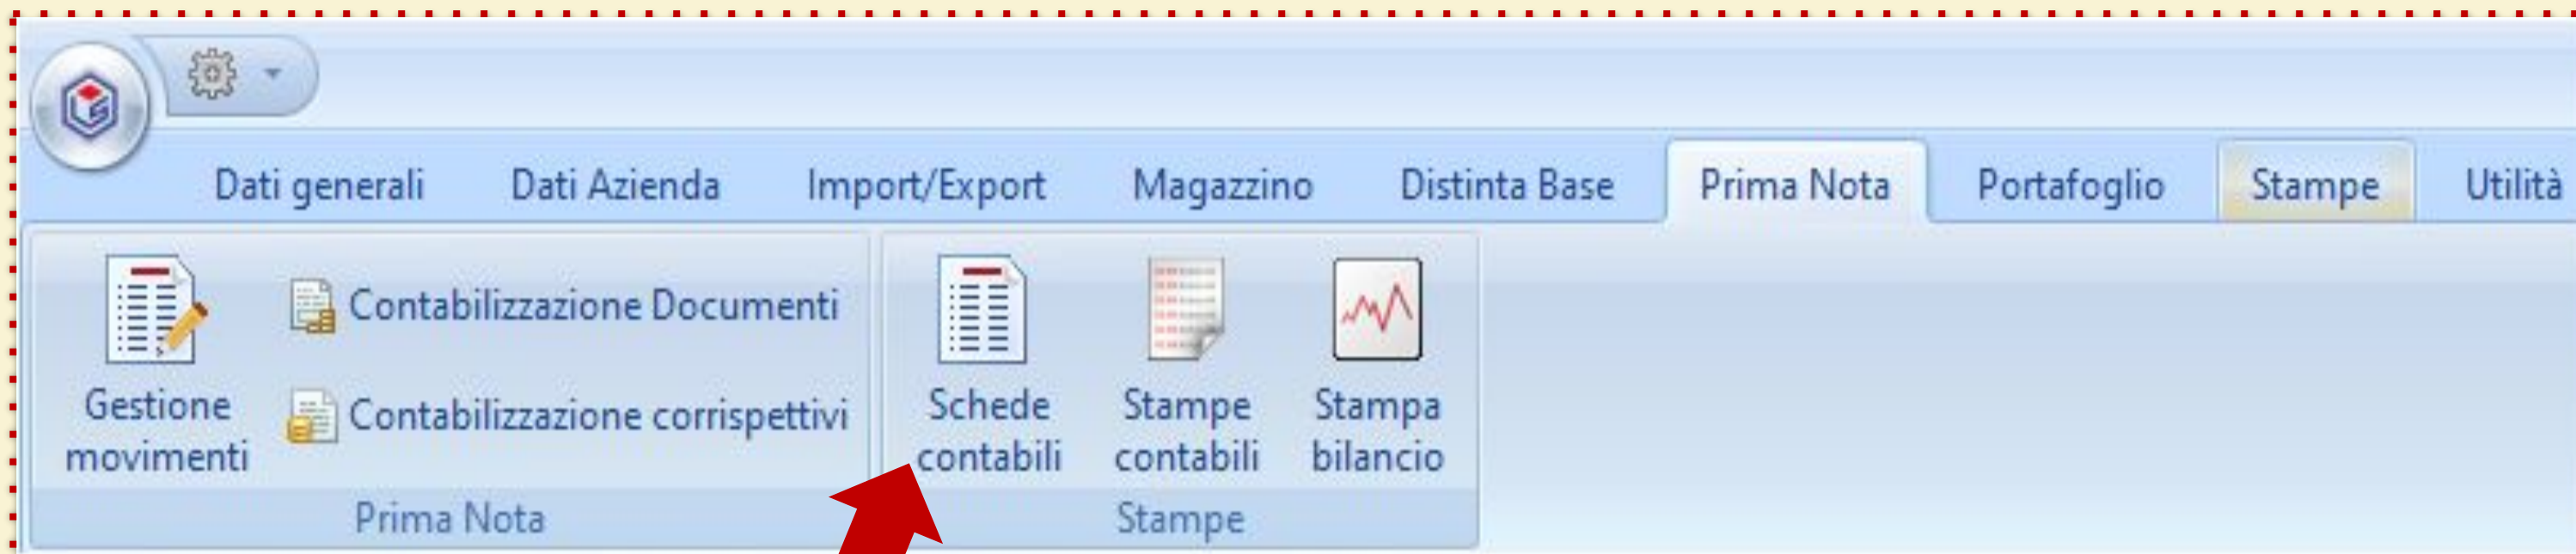 Dati generali Dati Azienda Import/Export Magazzino Distinta Base Prima Nota Portafoglio Stampe Utilità
Gestione
movimenti
Contabilizzazione Documenti
Contabilizzazione corrispettivi
Prima Nota
Schede
contabili
Stampe
contabili
Stampa
bilancio
Stampe